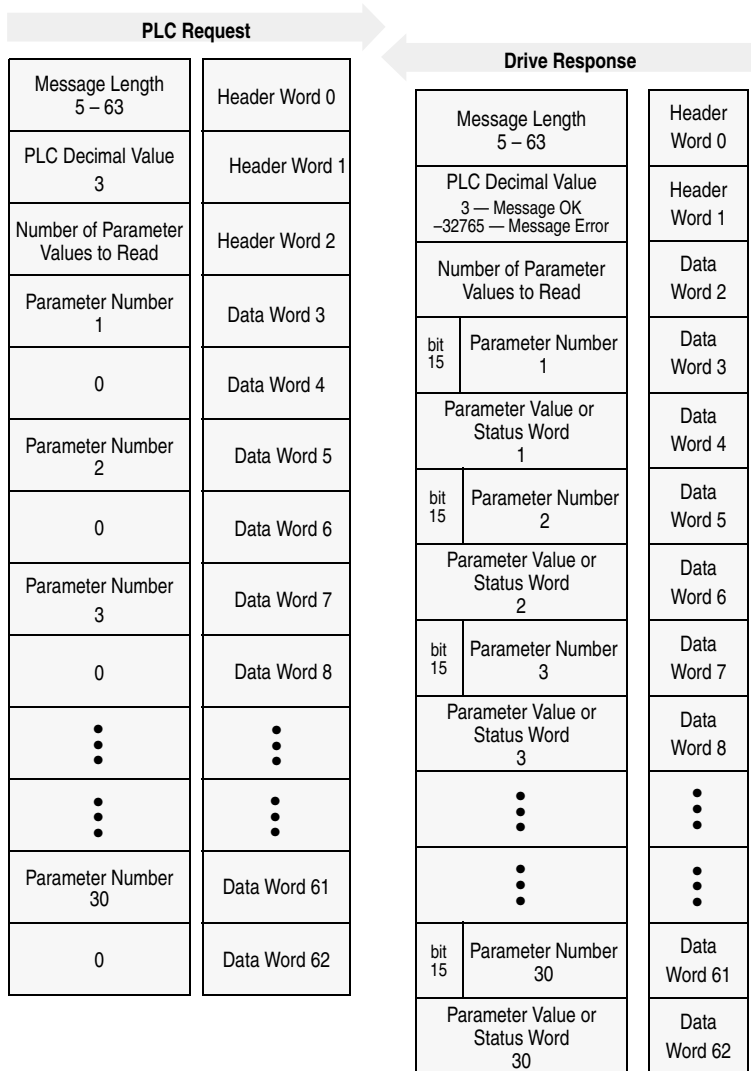 PLC Request
Message Length
5 – 63
Header Word 0
PLC Decimal Value
3
Header Word 1
Number of Parameter
Values to Read
Header Word 2
Parameter Number
1
Data Word 3
0
Data Word 4
Parameter Number
2
Data Word 5
0
Data Word 6
Parameter Number
3
Data Word 7
0
Data Word 8
Parameter Number
30
Data Word 61
0
Data Word 62
Drive Response
Message Length
5 – 63
Header
Word 0
PLC Decimal Value
3 — Message OK
–32765 — Message Error
Header
Word 1
Number of Parameter
Values to Read
Data
Word 2
bit
15
Parameter Number
1
Data
Word 3
Parameter Value or
Status Word
1
Data
Word 4
bit
15
Parameter Number
2
Data
Word 5
Parameter Value or
Status Word
2
Data
Word 6
bit
15
Parameter Number
3
Data
Word 7
Parameter Value or
Status Word
3
Data
Word 8
bit
15
Parameter Number
30
Data
Word 61
Parameter Value or
Status Word
30
Data
Word 62